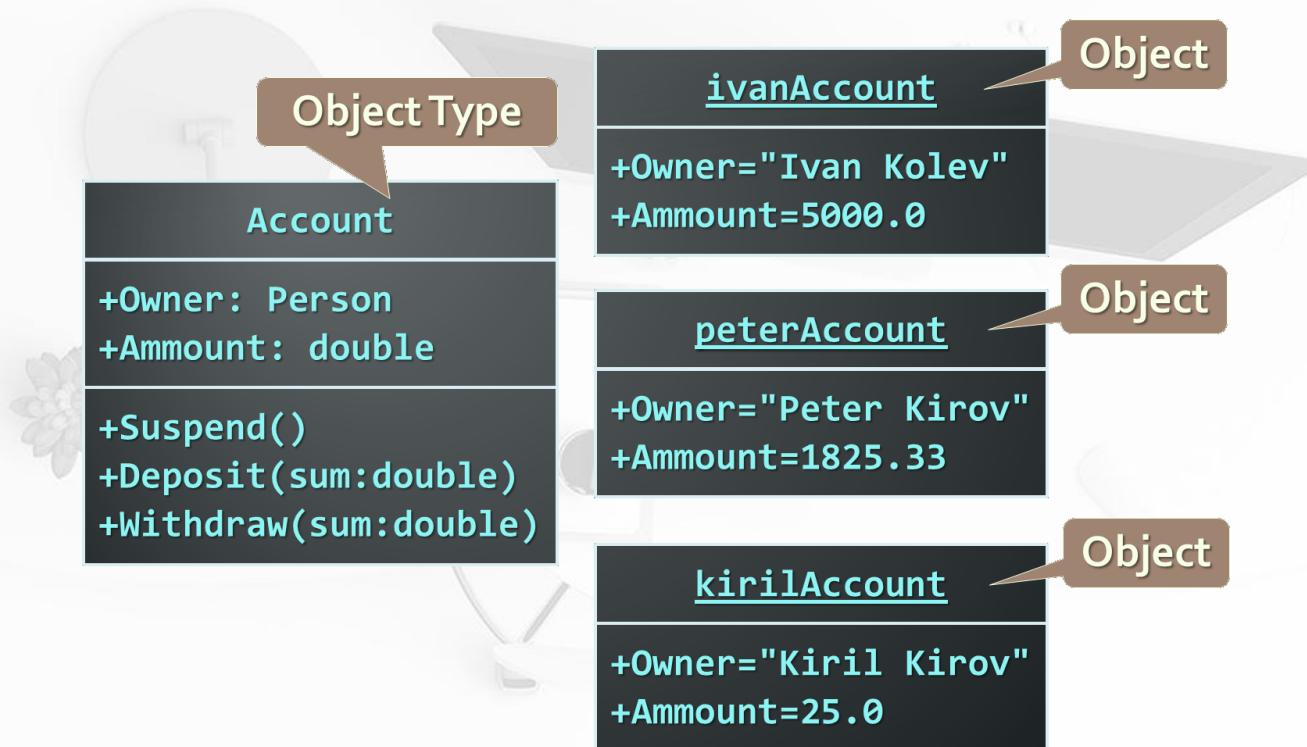 Object Type
Account
+Owner: Person
+Ammount: double
+Suspend()
+Deposit(sum:double)
+Withdraw(sum:double)
Object
ivanAccount
+Owner="Ivan Kolev"
+Ammount=5000.0
Object
peterAccount
+Owner="Peter Kirov"
+Ammount=1825.33
Object
kirilAccount
+Owner="Kiril Kirov"
+Ammount=25.0